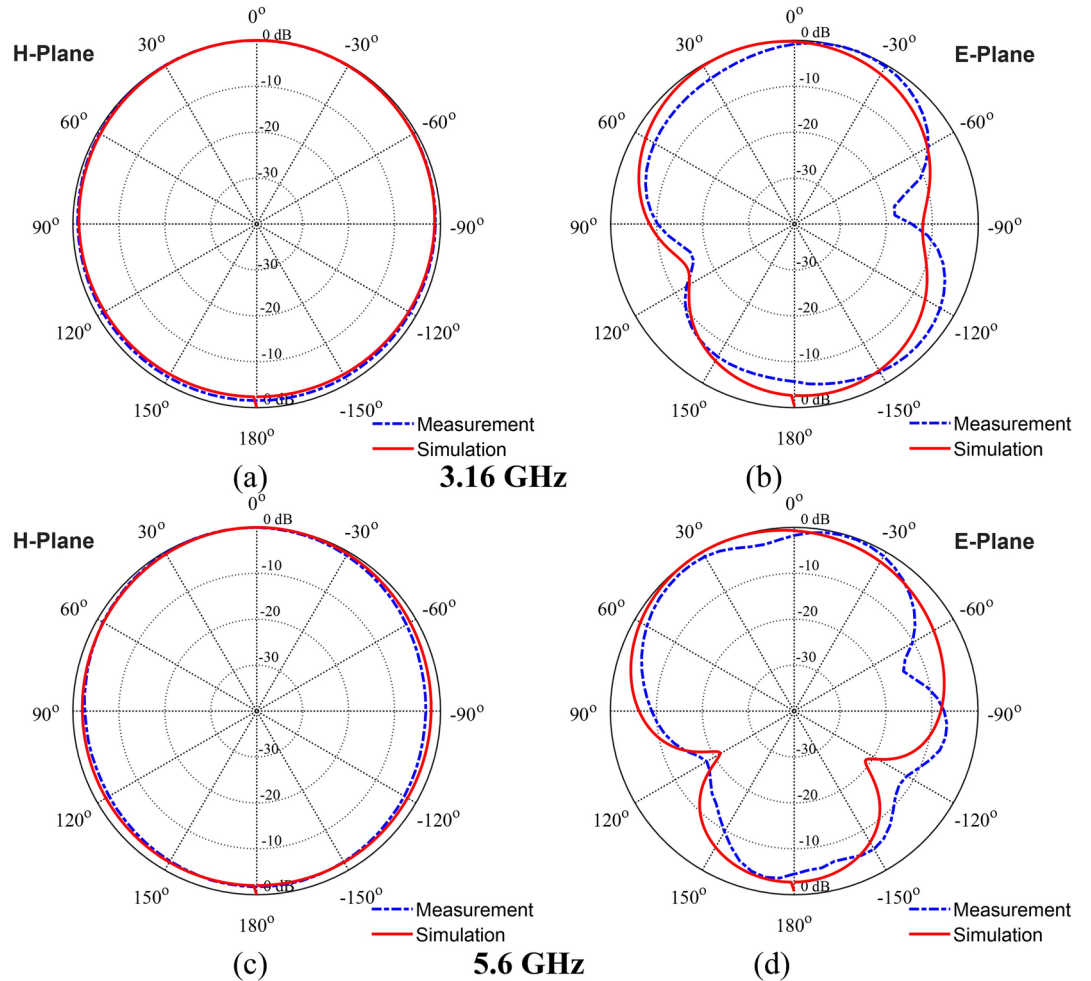 0°
0°
H-Plane
30°
0 dB
-30°
30°
0 dB
-30°
E-Plane
-10
-10
60°
-60°
60°
-60°
-20
-20
-30
-30
90°
-90°
90°
-90°
-30
-30
-20
-20
120°
-120°
120°
-120°
-10
-10
0 dB
0 dB
150°
-150°
150°
-150°
180°
180°
Measurement
Simulation
Measurement
Simulation
(a)
3.16 GHz
(b)
0°
0°
H-Plane
30°
0 dB
-30°
30°
0 dB
-30°
E-Plane
-10
-10
60°
-60°
60°
-60°
-20
-20
-30
-30
90°
-90°
90°
-90°
-30
-30
-20
-20
120°
-120°
120°
-120°
-10
-10
0 dB
0 dB
150°
-150°
150°
-150°
180°
180°
Measurement
Simulation
Measurement
Simulation
(c)
5.6 GHz
(d)